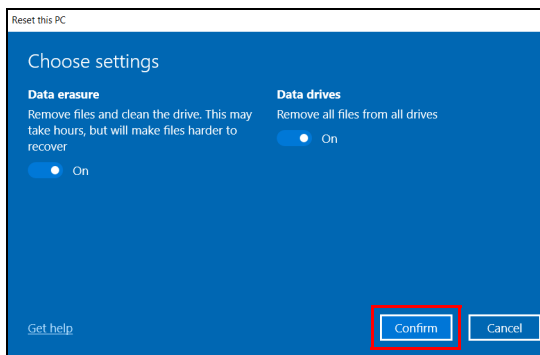 Reset this PC
Choose settings
Data erasure
Remove files and clean the drive. This may
take hours, but will make files harder to
recover
On
Data drives
Remove all files from all drives
On
Get help
Confirm
Cancel